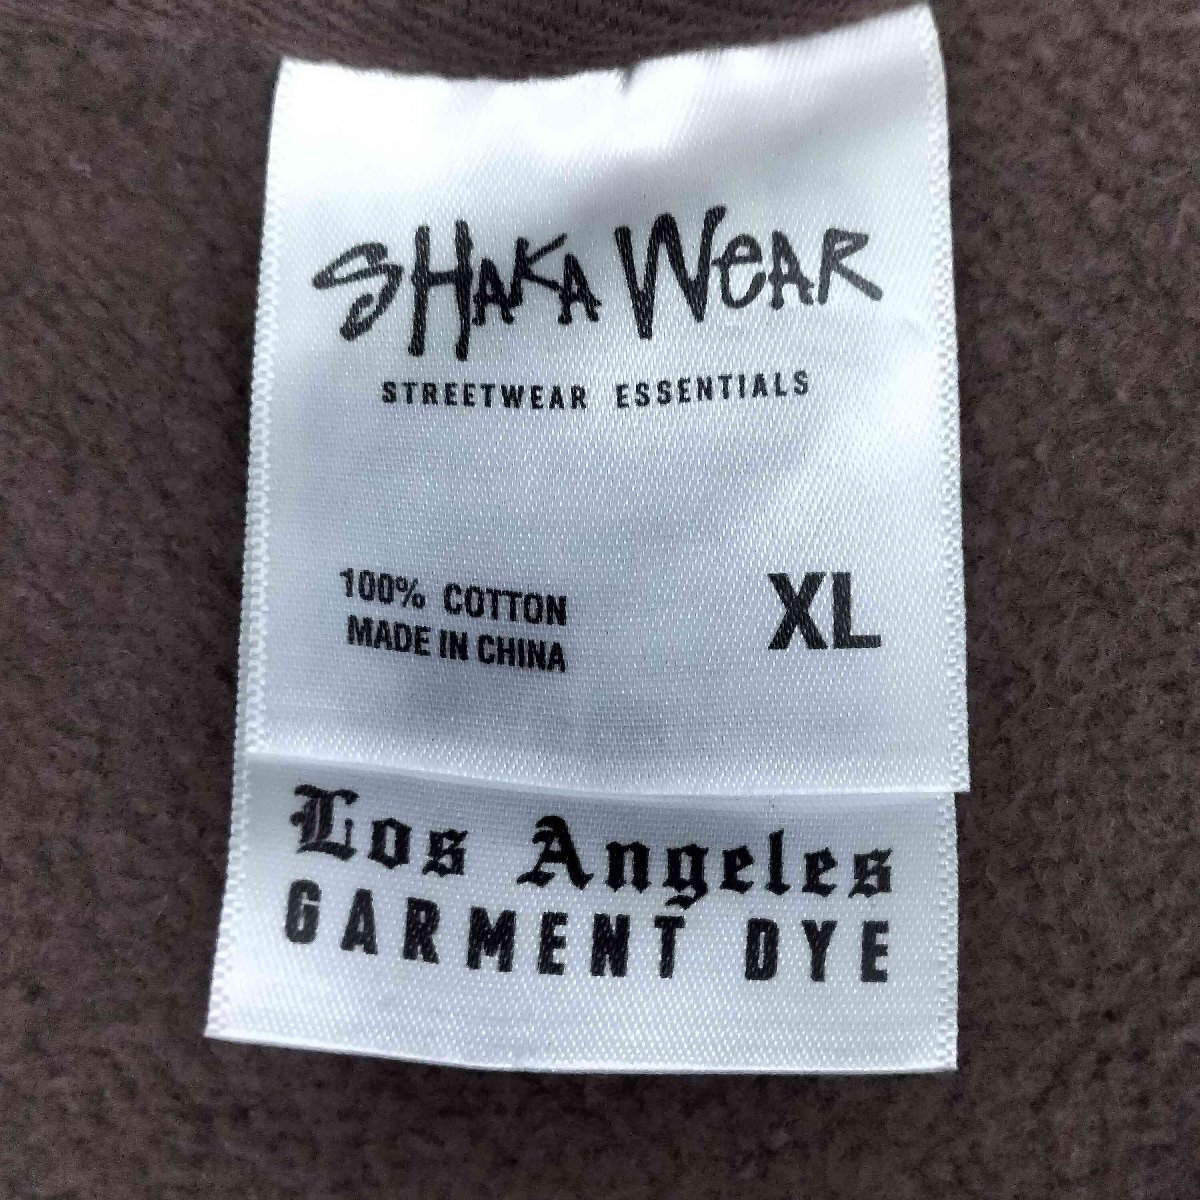 SHAKA WEAR
STREETWEAR ESSENTIALS
100% COTTON
MADE IN CHINA
XL
Los Angeles
GARMENT DYE